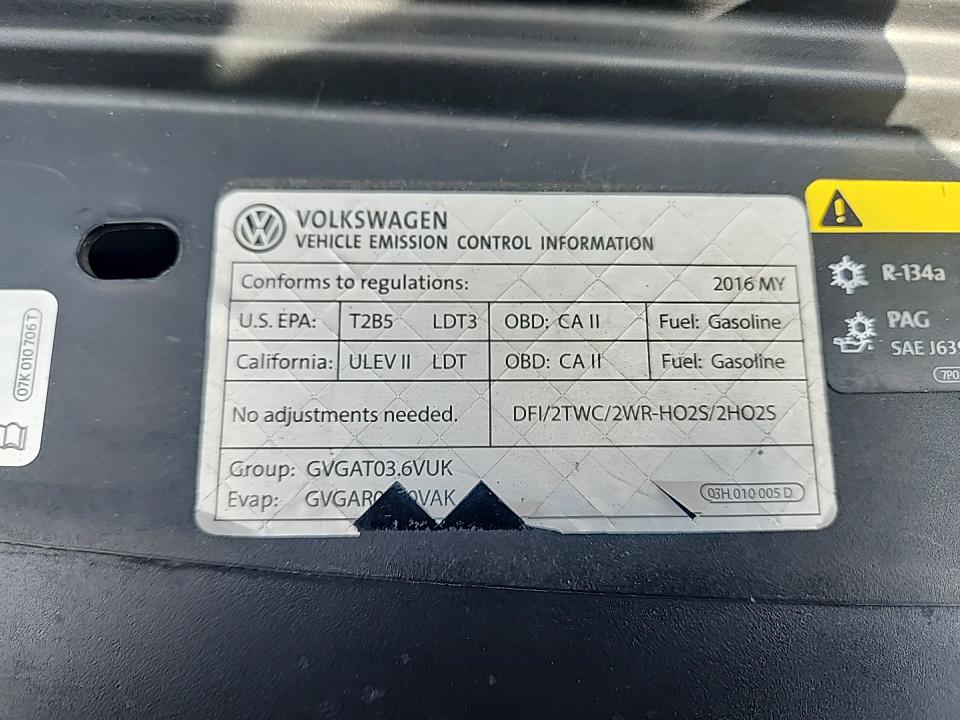 VOLKSWAGEN
VEHICLE EMISSION CONTROL INFORMATION
Conforms to regulations: 2016 MY
U.S. EPA: T2B5 LDT3 OBD: CA II Fuel: Gasoline
California: ULEV II LDT OBD: CA II Fuel: Gasoline
No adjustments needed. DFI/2TWC/2WR-HO2S/2HO2S
Group: GVGAT03.6VUK
Evap:
03H 010 005 D
07K 010 706 T
R-134a
PAG
SAE